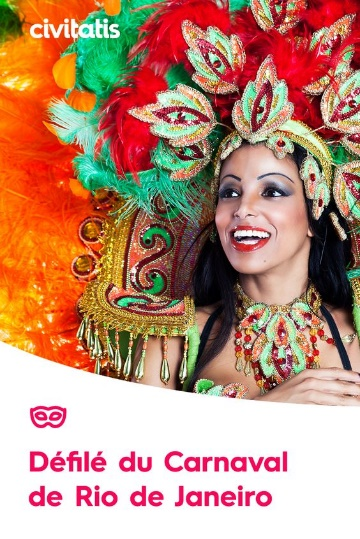 civitatis
Défilé du Carnaval
de Rio de Janeiro